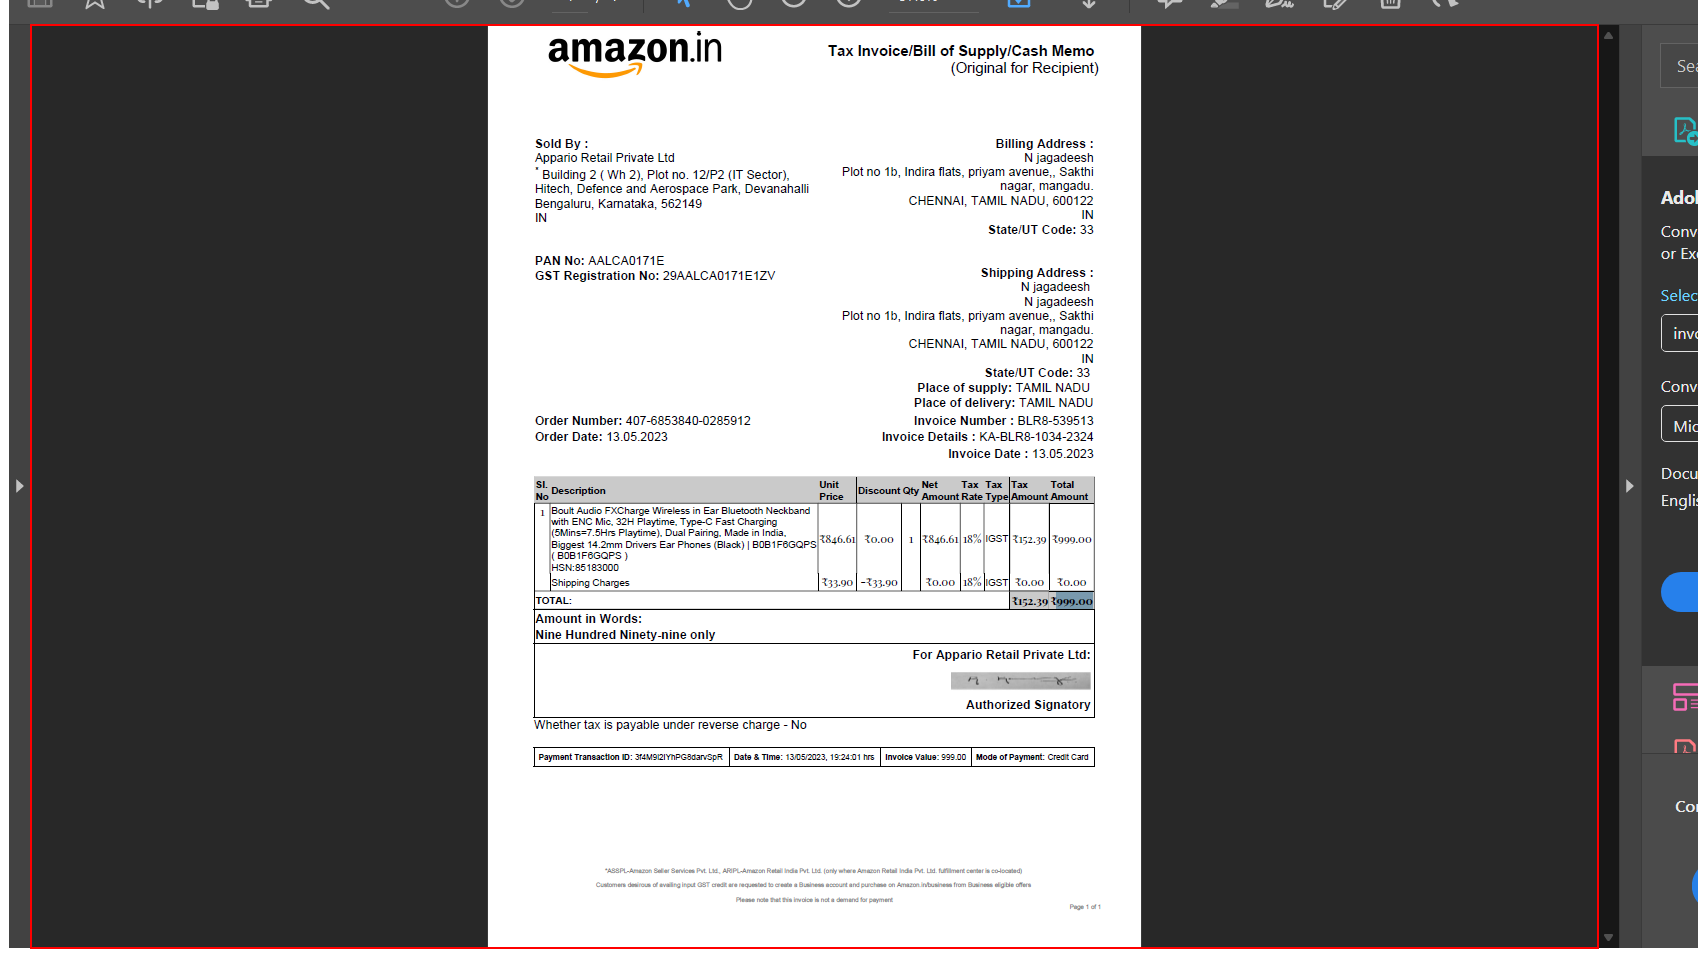 amazon.in
Tax Invoice/Bill of Supply/Cash Memo
(Original for Recipient)
Sold By :
Appario Retail Private Ltd
* Building 2 ( Wh 2), Plot no. 12/P2 (IT Sector),
Hitech, Defence and Aerospace Park, Devanahalli
Bengaluru, Karnataka, 562149
IN
Billing Address :
N jagadeesh
Plot no 1b, Indira flats, priyam avenue,, Sakthi
nagar, mangadu.
CHENNAI, TAMIL NADU, 600122
IN
State/UT Code: 33
PAN No: AALCA0171E
GST Registration No: 29AALCA0171E1ZV
Shipping Address :
N jagadeesh
N jagadeesh
Plot no 1b, Indira flats, priyam avenue,, Sakthi
nagar, mangadu.
CHENNAI, TAMIL NADU, 600122
IN
State/UT Code: 33
Place of supply: TAMIL NADU
Place of delivery: TAMIL NADU
Order Number: 407-6853840-0285912
Order Date: 13.05.2023
Invoice Number : BLR8-539513
Invoice Details : KA-BLR8-1034-2324
Invoice Date : 13.05.2023
Sl. No Description Unit Price Discount Qty Net Amount Tax Rate Tax Type Tax Amount Total Amount
1 Boult Audio FXCharge Wireless in Ear Bluetooth Neckband
with ENC Mic, 32H Playtime, Type-C Fast Charging
(5Mins=7.5Hrs Playtime), Dual Pairing, Made in India,
Biggest 14.2mm Drivers Ear Phones (Black) | B0B1F6GQPS
( B0B1F6GQPS )
HSN:85183000
₹846.61 ₹0.00 1 ₹846.61 18% IGST ₹152.39 ₹999.00
Shipping Charges ₹33.90 -₹33.90 ₹0.00 18% IGST ₹0.00 ₹0.00
TOTAL: ₹152.39 ₹999.00
Amount in Words:
Nine Hundred Ninety-nine only
For Appario Retail Private Ltd:
Authorized Signatory
Whether tax is payable under reverse charge - No
Payment Transaction ID: 3f4M9I2IYhPG8darvSpR Date & Time: 13/05/2023, 19:24:01 hrs Invoice Value: 999.00 Mode of Payment: Credit Card
*ASSPL-Amazon Seller Services Pvt. Ltd., ARIPL-Amazon Retail India Pvt. Ltd. (only where Amazon Retail India Pvt. Ltd. fulfillment center is co-located)
Customers desirous of availing input GST credit are requested to create a Business account and purchase on Amazon.in/business from Business eligible offers
Please note that this invoice is not a demand for payment
Page 1 of 1
Sea
Adol
Conv
or Exc
Selec
invo
Conv
Mic
Docu
Englis
Cor